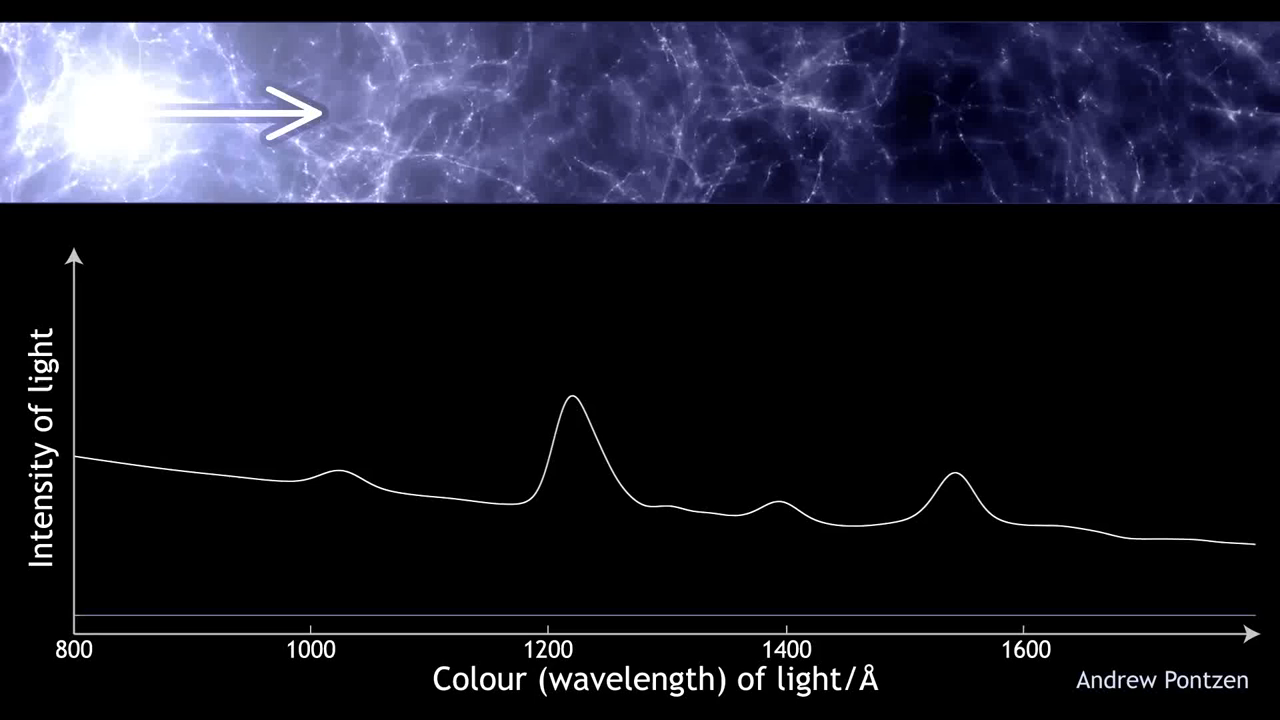 Intensity of light
800 1000 1200 1400 1600
Colour (wavelength) of light/Å
Andrew Pontzen